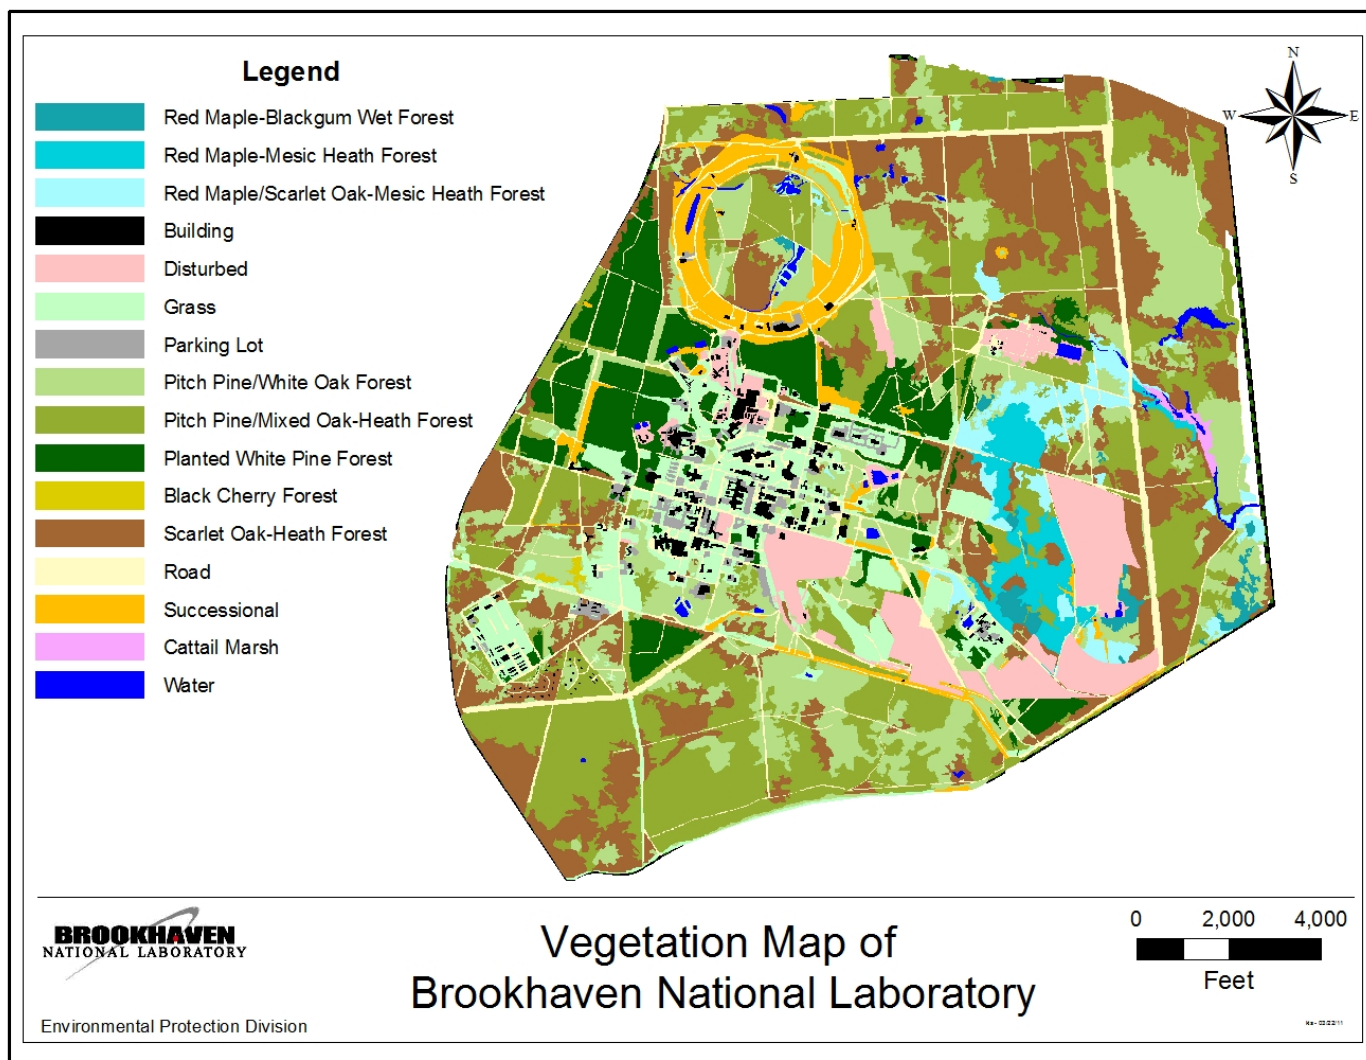 Legend
Red Maple-Blackgum Wet Forest
Red Maple-Mesic Heath Forest
Red Maple/Scarlet Oak-Mesic Heath Forest
Building
Disturbed
Grass
Parking Lot
Pitch Pine/White Oak Forest
Pitch Pine/Mixed Oak-Heath Forest
Planted White Pine Forest
Black Cherry Forest
Scarlet Oak-Heath Forest
Road
Successional
Cattail Marsh
Water
N
W E
S
BROOKHAVEN
NATIONAL LABORATORY
Environmental Protection Division
Vegetation Map of
Brookhaven National Laboratory
0 2,000 4,000
Feet